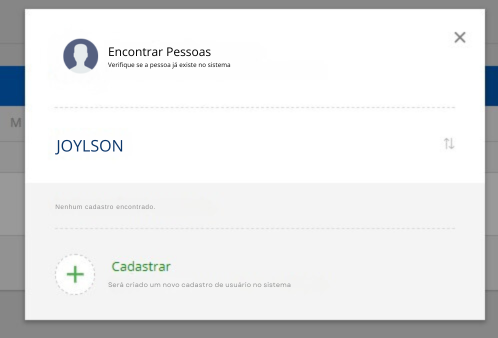 Encontrar Pessoas
Verifique se a pessoa já existe no sistema
M
JOYLSON
Nenhum cadastro encontrado.
Cadastrar
Será criado um novo cadastro de usuário no sistema